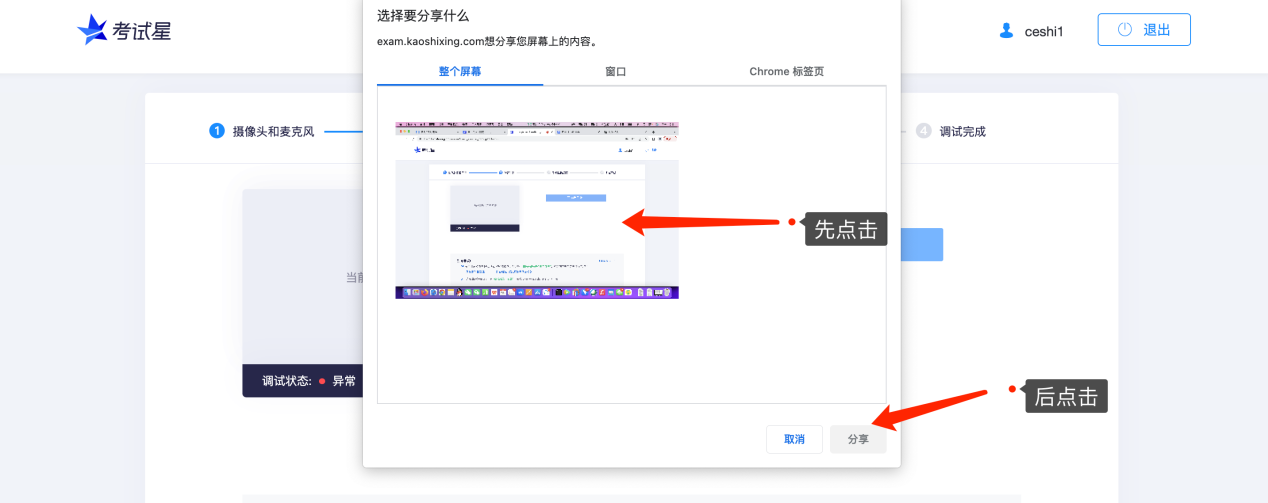 考试星
选择要分享什么
exam.kaoshixing.com想分享您屏幕上的内容。
ceshi1
退出
整个屏幕
窗口
Chrome 标签页
1 摄像头和麦克风
4 调试完成
先点击
当前
调试状态: 异常
后点击
取消
分享